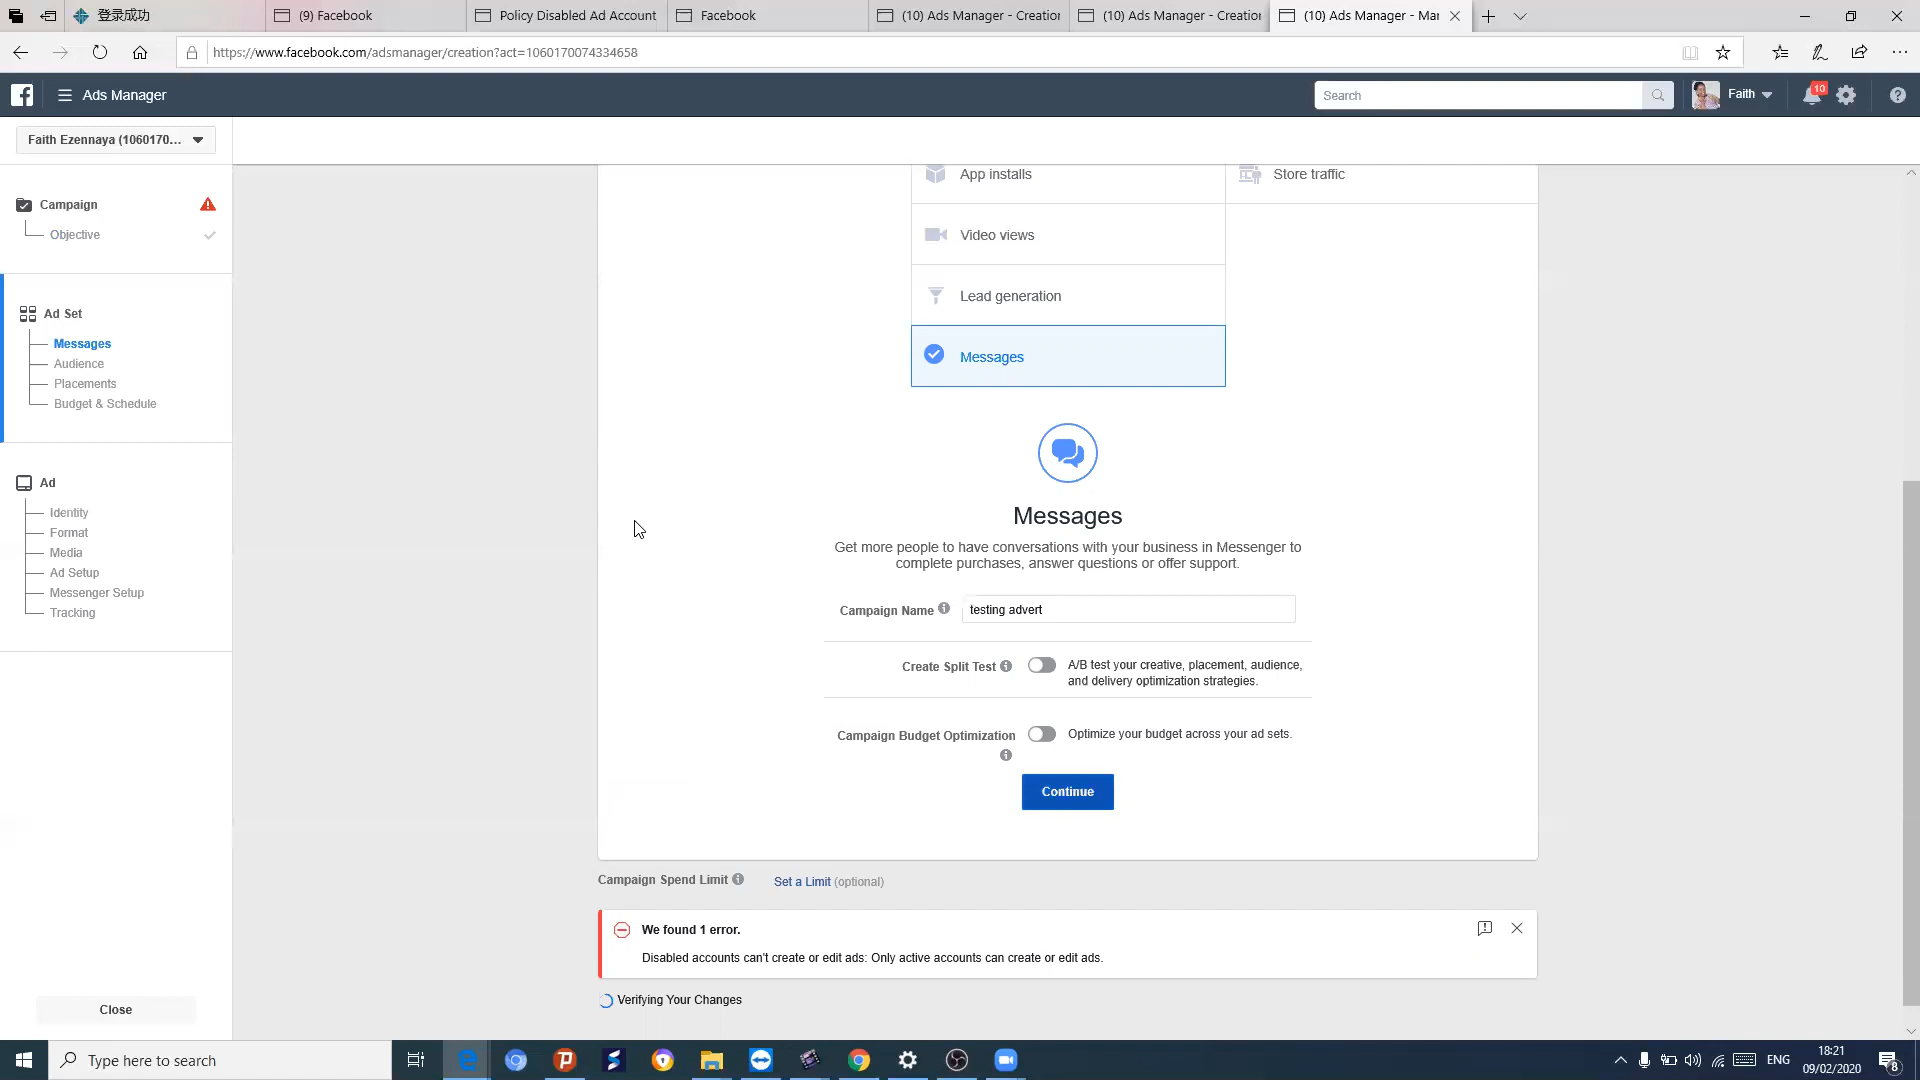 登录成功
(9) Facebook
Policy Disabled Ad Account
Facebook
(10) Ads Manager - Creation
(10) Ads Manager - Creation
(10) Ads Manager - Mar
https://www.facebook.com/adsmanager/creation?act=1060170074334658
Ads Manager
Search
Faith
10
Faith Ezennaya (1060170...
App installs
Store traffic
Campaign
Objective
Video views
Lead generation
Ad Set
Messages
Audience
Placements
Budget & Schedule
Messages
Ad
Identity
Format
Media
Ad Setup
Messenger Setup
Tracking
Messages
Get more people to have conversations with your business in Messenger to
complete purchases, answer questions or offer support.
Campaign Name
testing advert
Create Split Test
A/B test your creative, placement, audience,
and delivery optimization strategies.
Campaign Budget Optimization
Optimize your budget across your ad sets.
Continue
Campaign Spend Limit
Set a Limit (optional)
We found 1 error.
Disabled accounts can't create or edit ads: Only active accounts can create or edit ads.
Verifying Your Changes
Close
Type here to search
ENG
18:21
09/02/2020
8